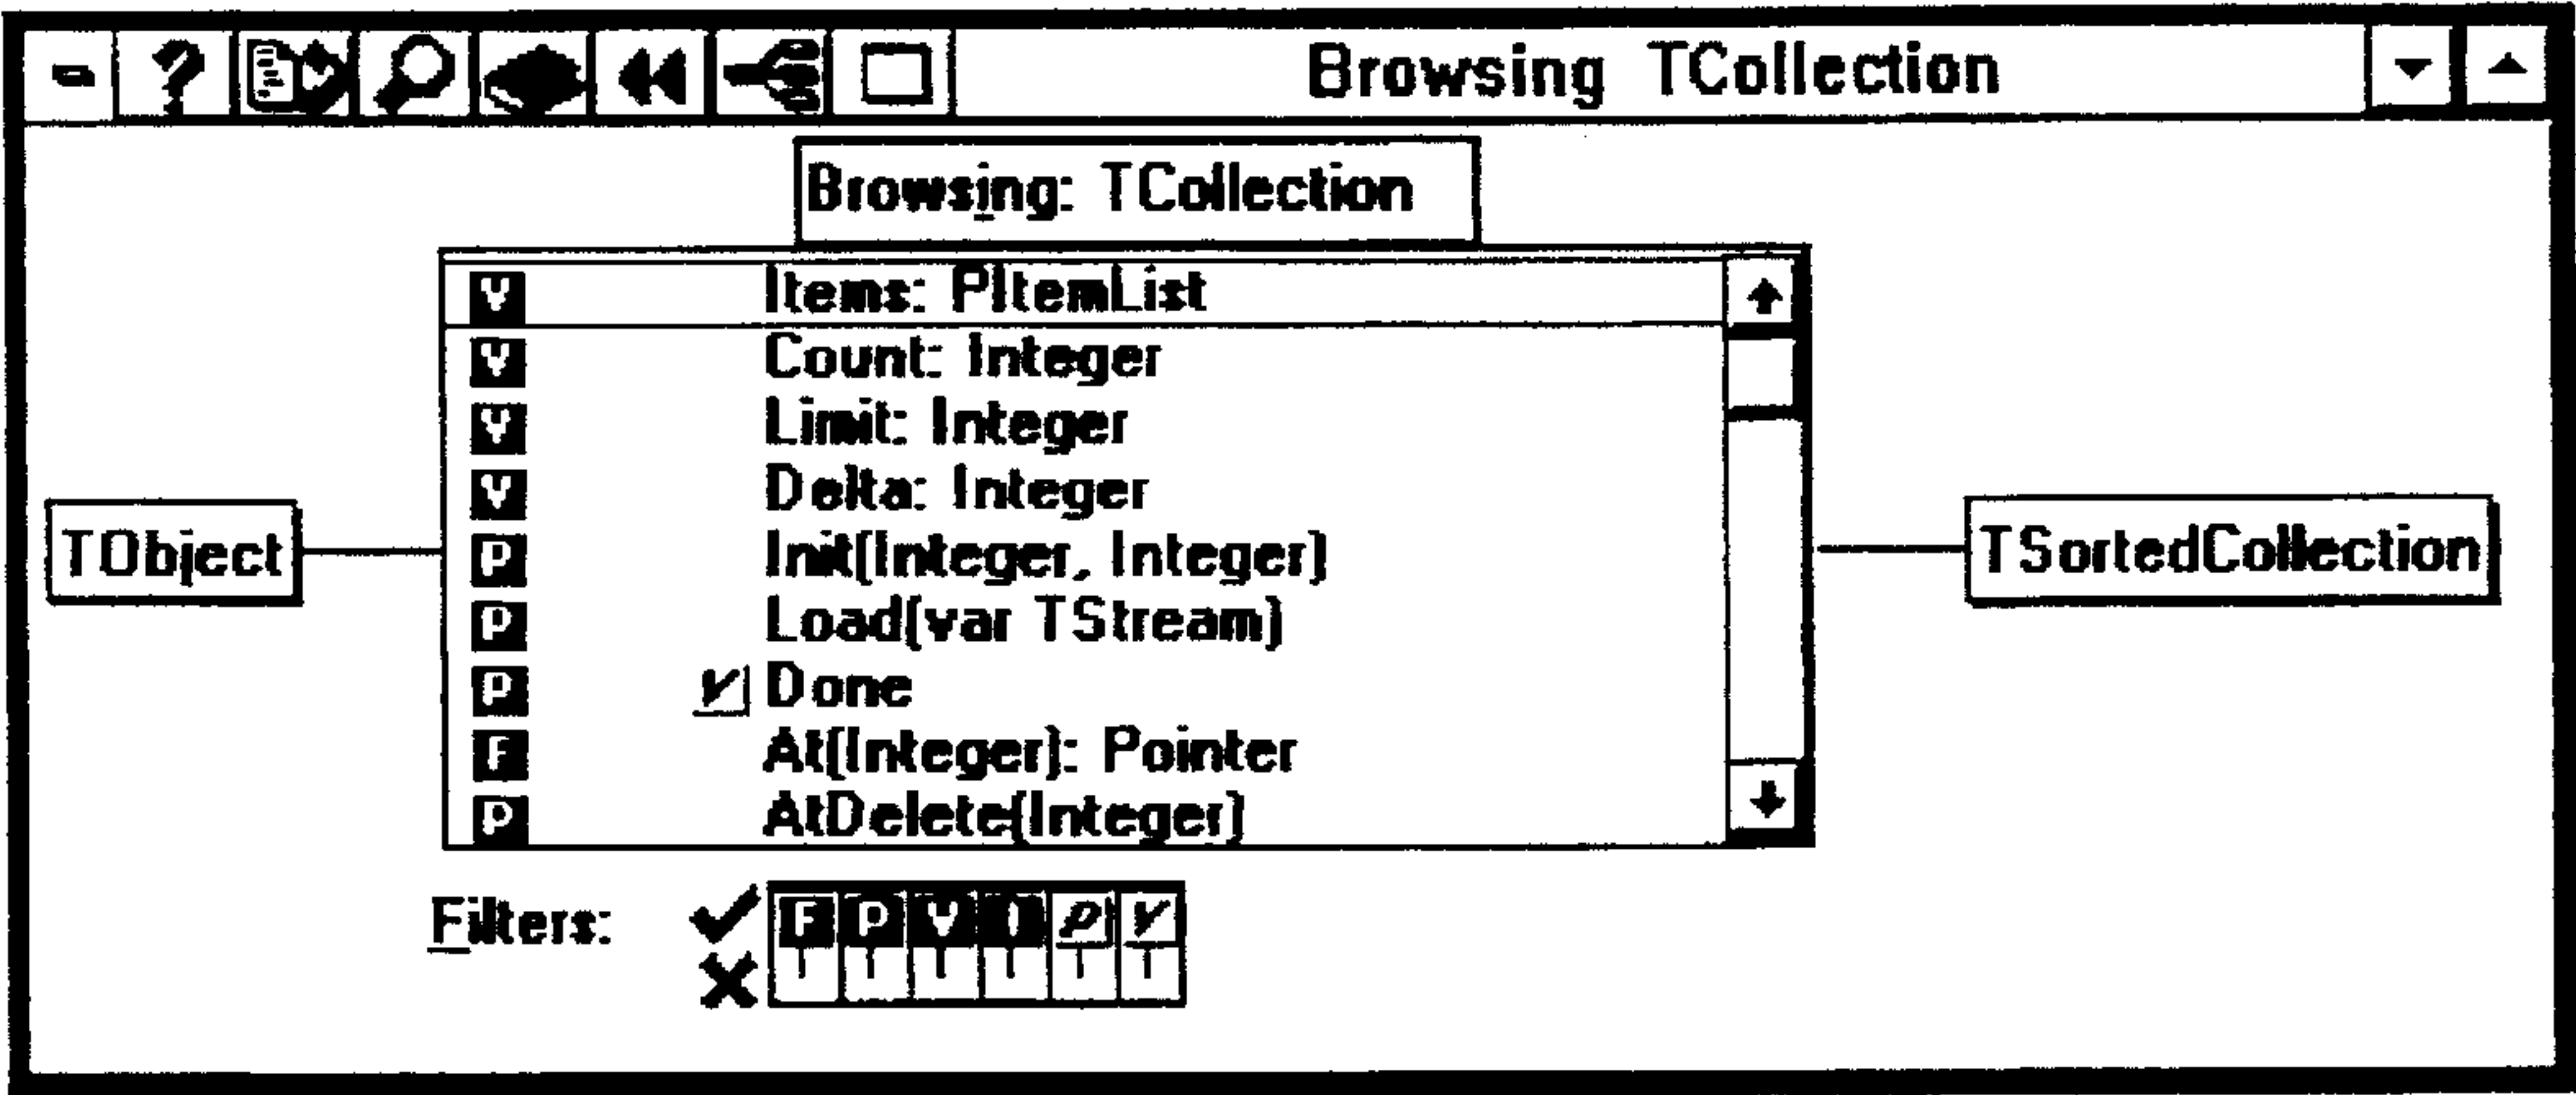 Browsing TCollection
Browsing: TCollection
V Items: PItemList
V Count: Integer
V Limit: Integer
V Delta: Integer
P Init(Integer, Integer)
P Load(var TStream)
P V Done
F At(Integer): Pointer
P AtDelete(Integer)
TObject
TSortedCollection
Filters: F P V I P V